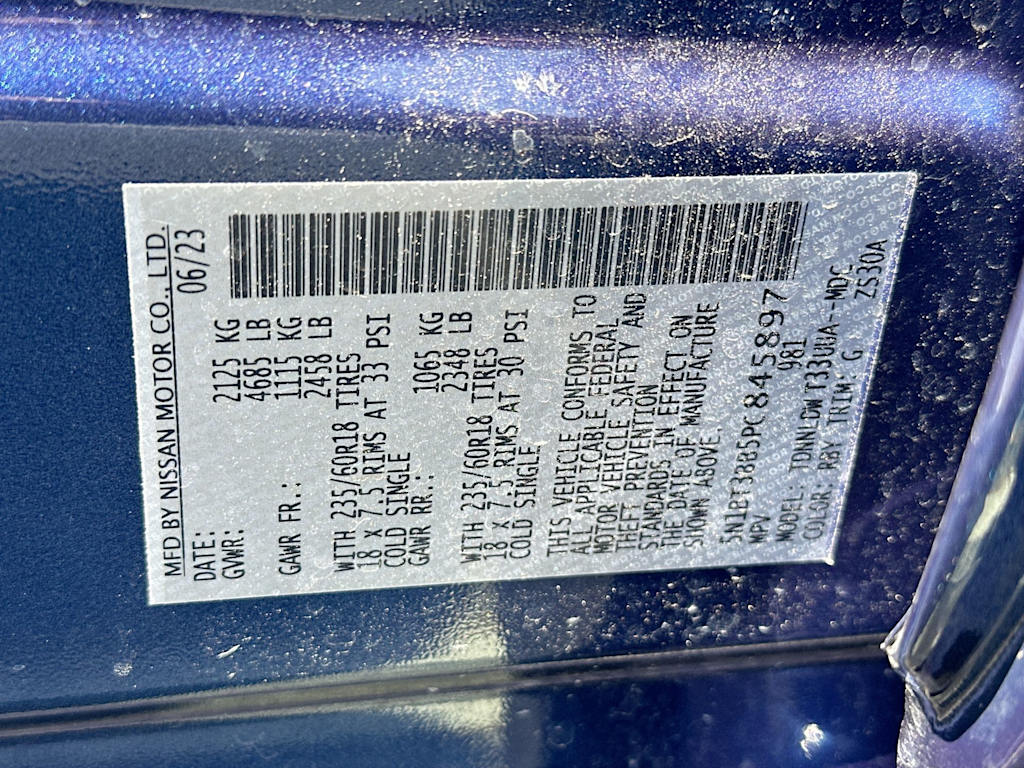 MFD BY NISSAN MOTOR CO., LTD.
DATE: 06/23
GVWR: 2125 KG
4685 LB
GAWR FR.: 1115 KG
2458 LB
WITH 235/60R18 TIRES
18 X 7.5 RIMS AT 33 PSI
COLD SINGLE
GAWR RR.: 1065 KG
2348 LB
WITH 235/60R18 TIRES
18 X 7.5 RIMS AT 30 PSI
COLD SINGLE
THIS VEHICLE CONFORMS TO
ALL APPLICABLE FEDERAL
MOTOR VEHICLE SAFETY AND
THEFT PREVENTION
STANDARDS IN EFFECT ON
THE DATE OF MANUFACTURE
SHOWN ABOVE.
5N1BT3BB5PC845897
MPV 981
MODEL: TDNNLDWT33UUA--MDC
COLOR: RBY TRIM: G ZS30A